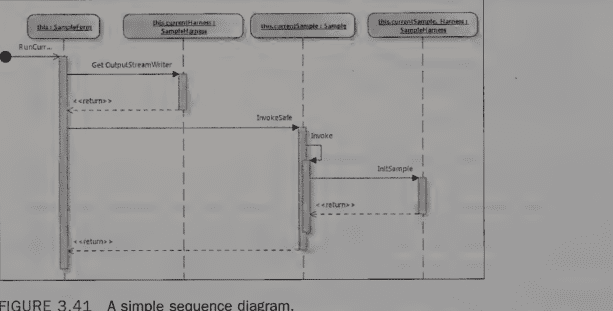 this : SampleForm
this.currentHarness :
SampleHarness
this.currentSample : Sample
this.currentSample._Harness :
SampleHarness
RunCurr...
Get OutputStreamWriter
<<return>>
InvokeSafe
Invoke
InitSample
<<return>>
<<return>>
FIGURE 3.41 A simple sequence diagram.